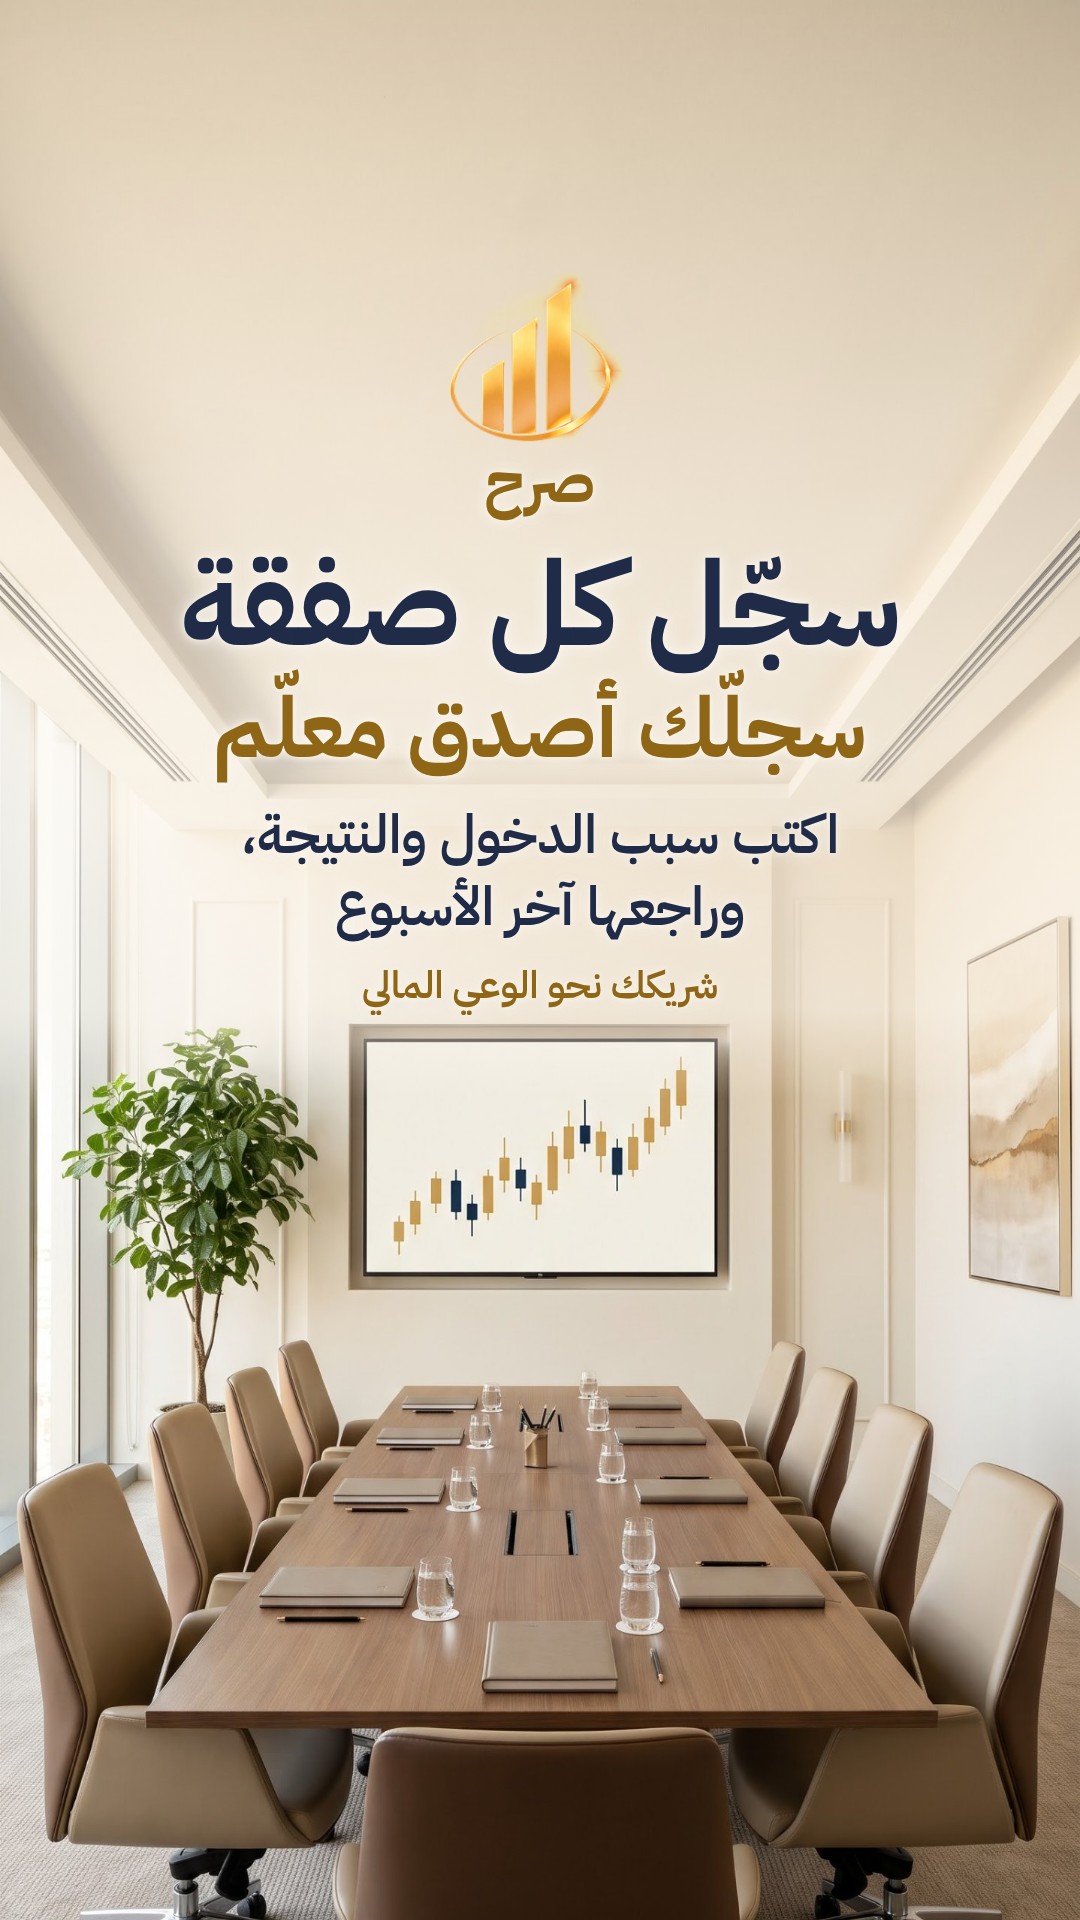 صرح
سجّل كل صفقة
سجلّك أصدق معلّم
اكتب سبب الدخول والنتيجة،
وراجعها آخر الأسبوع
شريكك نحو الوعي المالي